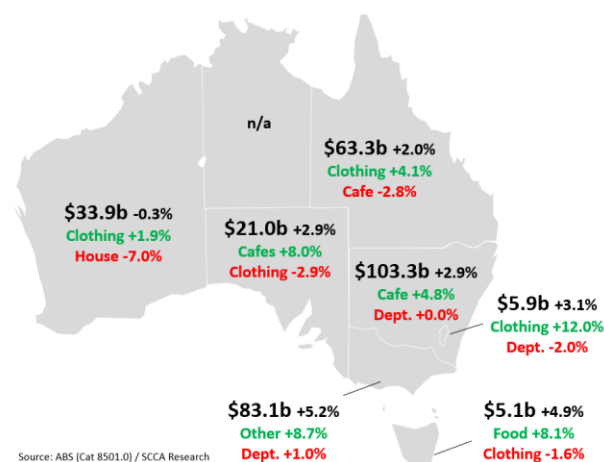 n/a
$63.3b +2.0%
Clothing +4.1%
Cafe -2.8%
$33.9b -0.3%
Clothing +1.9%
House -7.0%
$21.0b +2.9%
Cafes +8.0%
Clothing -2.9%
$103.3b +2.9%
Cafe +4.8%
Dept. +0.0%
$5.9b +3.1%
Clothing +12.0%
Dept. -2.0%
$83.1b +5.2%
Other +8.7%
Dept. +1.0%
$5.1b +4.9%
Food +8.1%
Clothing -1.6%
Source: ABS (Cat 8501.0) / SCCA Research